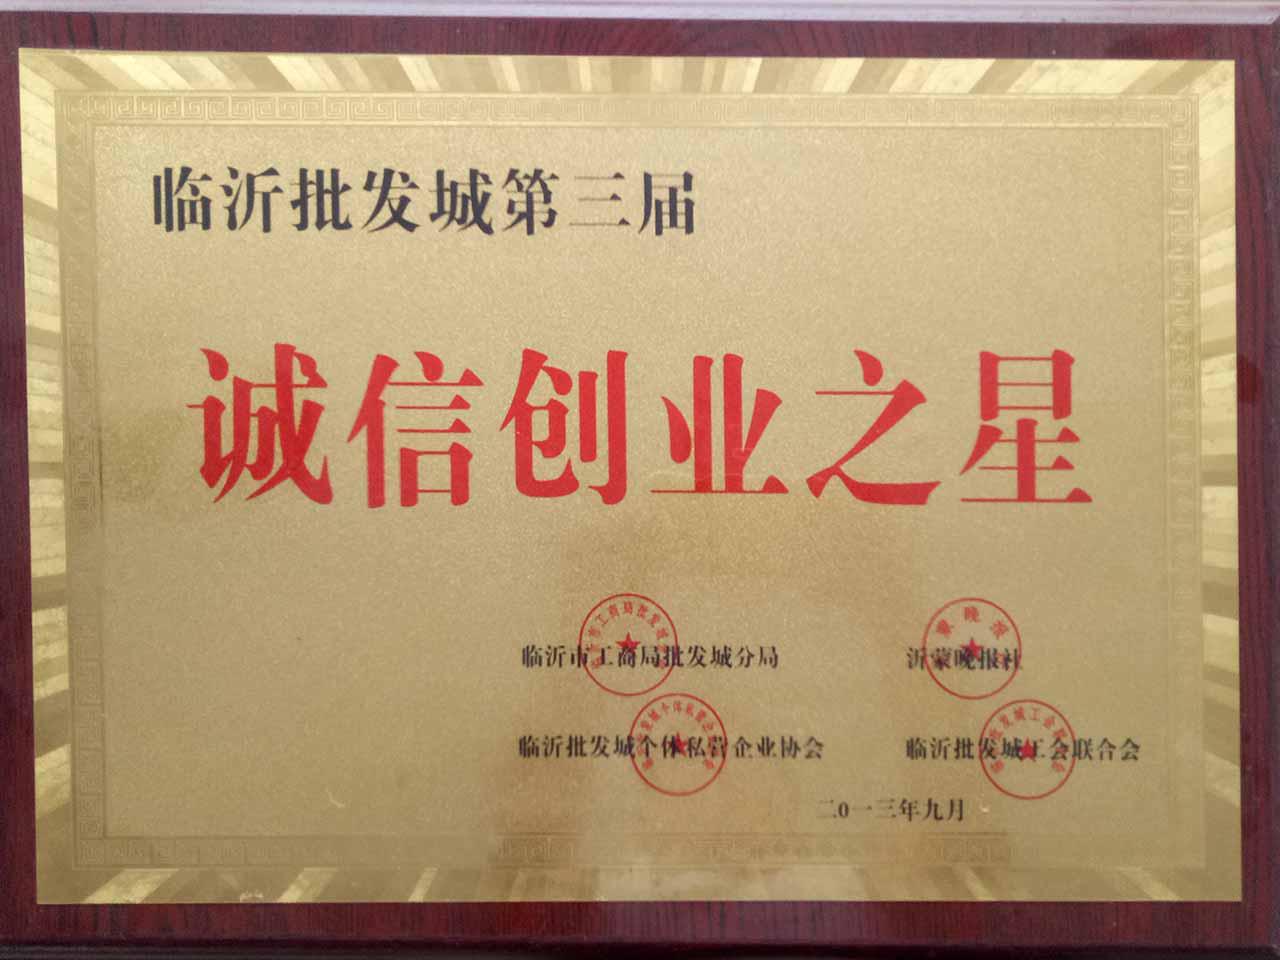 临沂批发城第三届
诚信创业之星
临沂市工商局批发城分局
沂蒙晚报社
临沂批发城个体私营企业协会
临沂批发城工会联合会
二0一三年九月